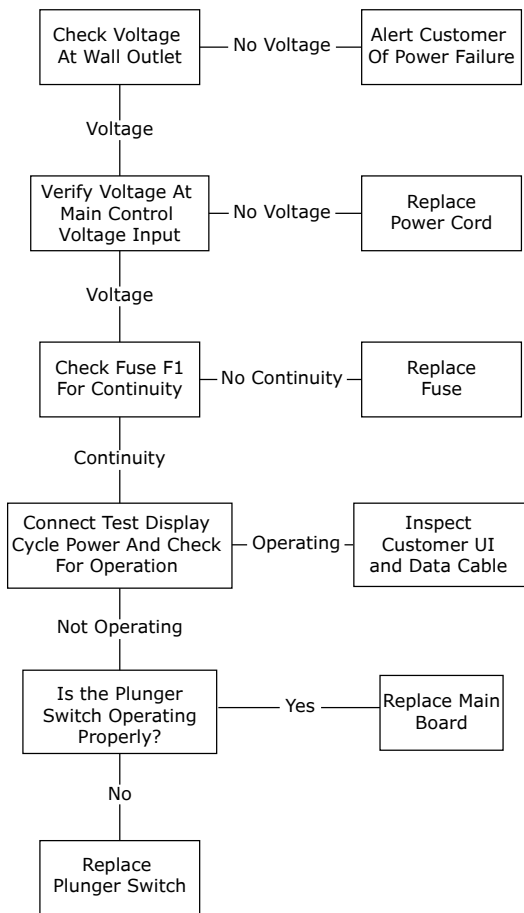 Check Voltage
At Wall Outlet
No Voltage
Alert Customer
Of Power Failure
Voltage
Verify Voltage At
Main Control
Voltage Input
No Voltage
Replace
Power Cord
Voltage
Check Fuse F1
For Continuity
No Continuity
Replace
Fuse
Continuity
Connect Test Display
Cycle Power And Check
For Operation
Operating
Inspect
Customer UI
and Data Cable
Not Operating
Is the Plunger
Switch Operating
Properly?
Yes
Replace Main
Board
No
Replace
Plunger Switch